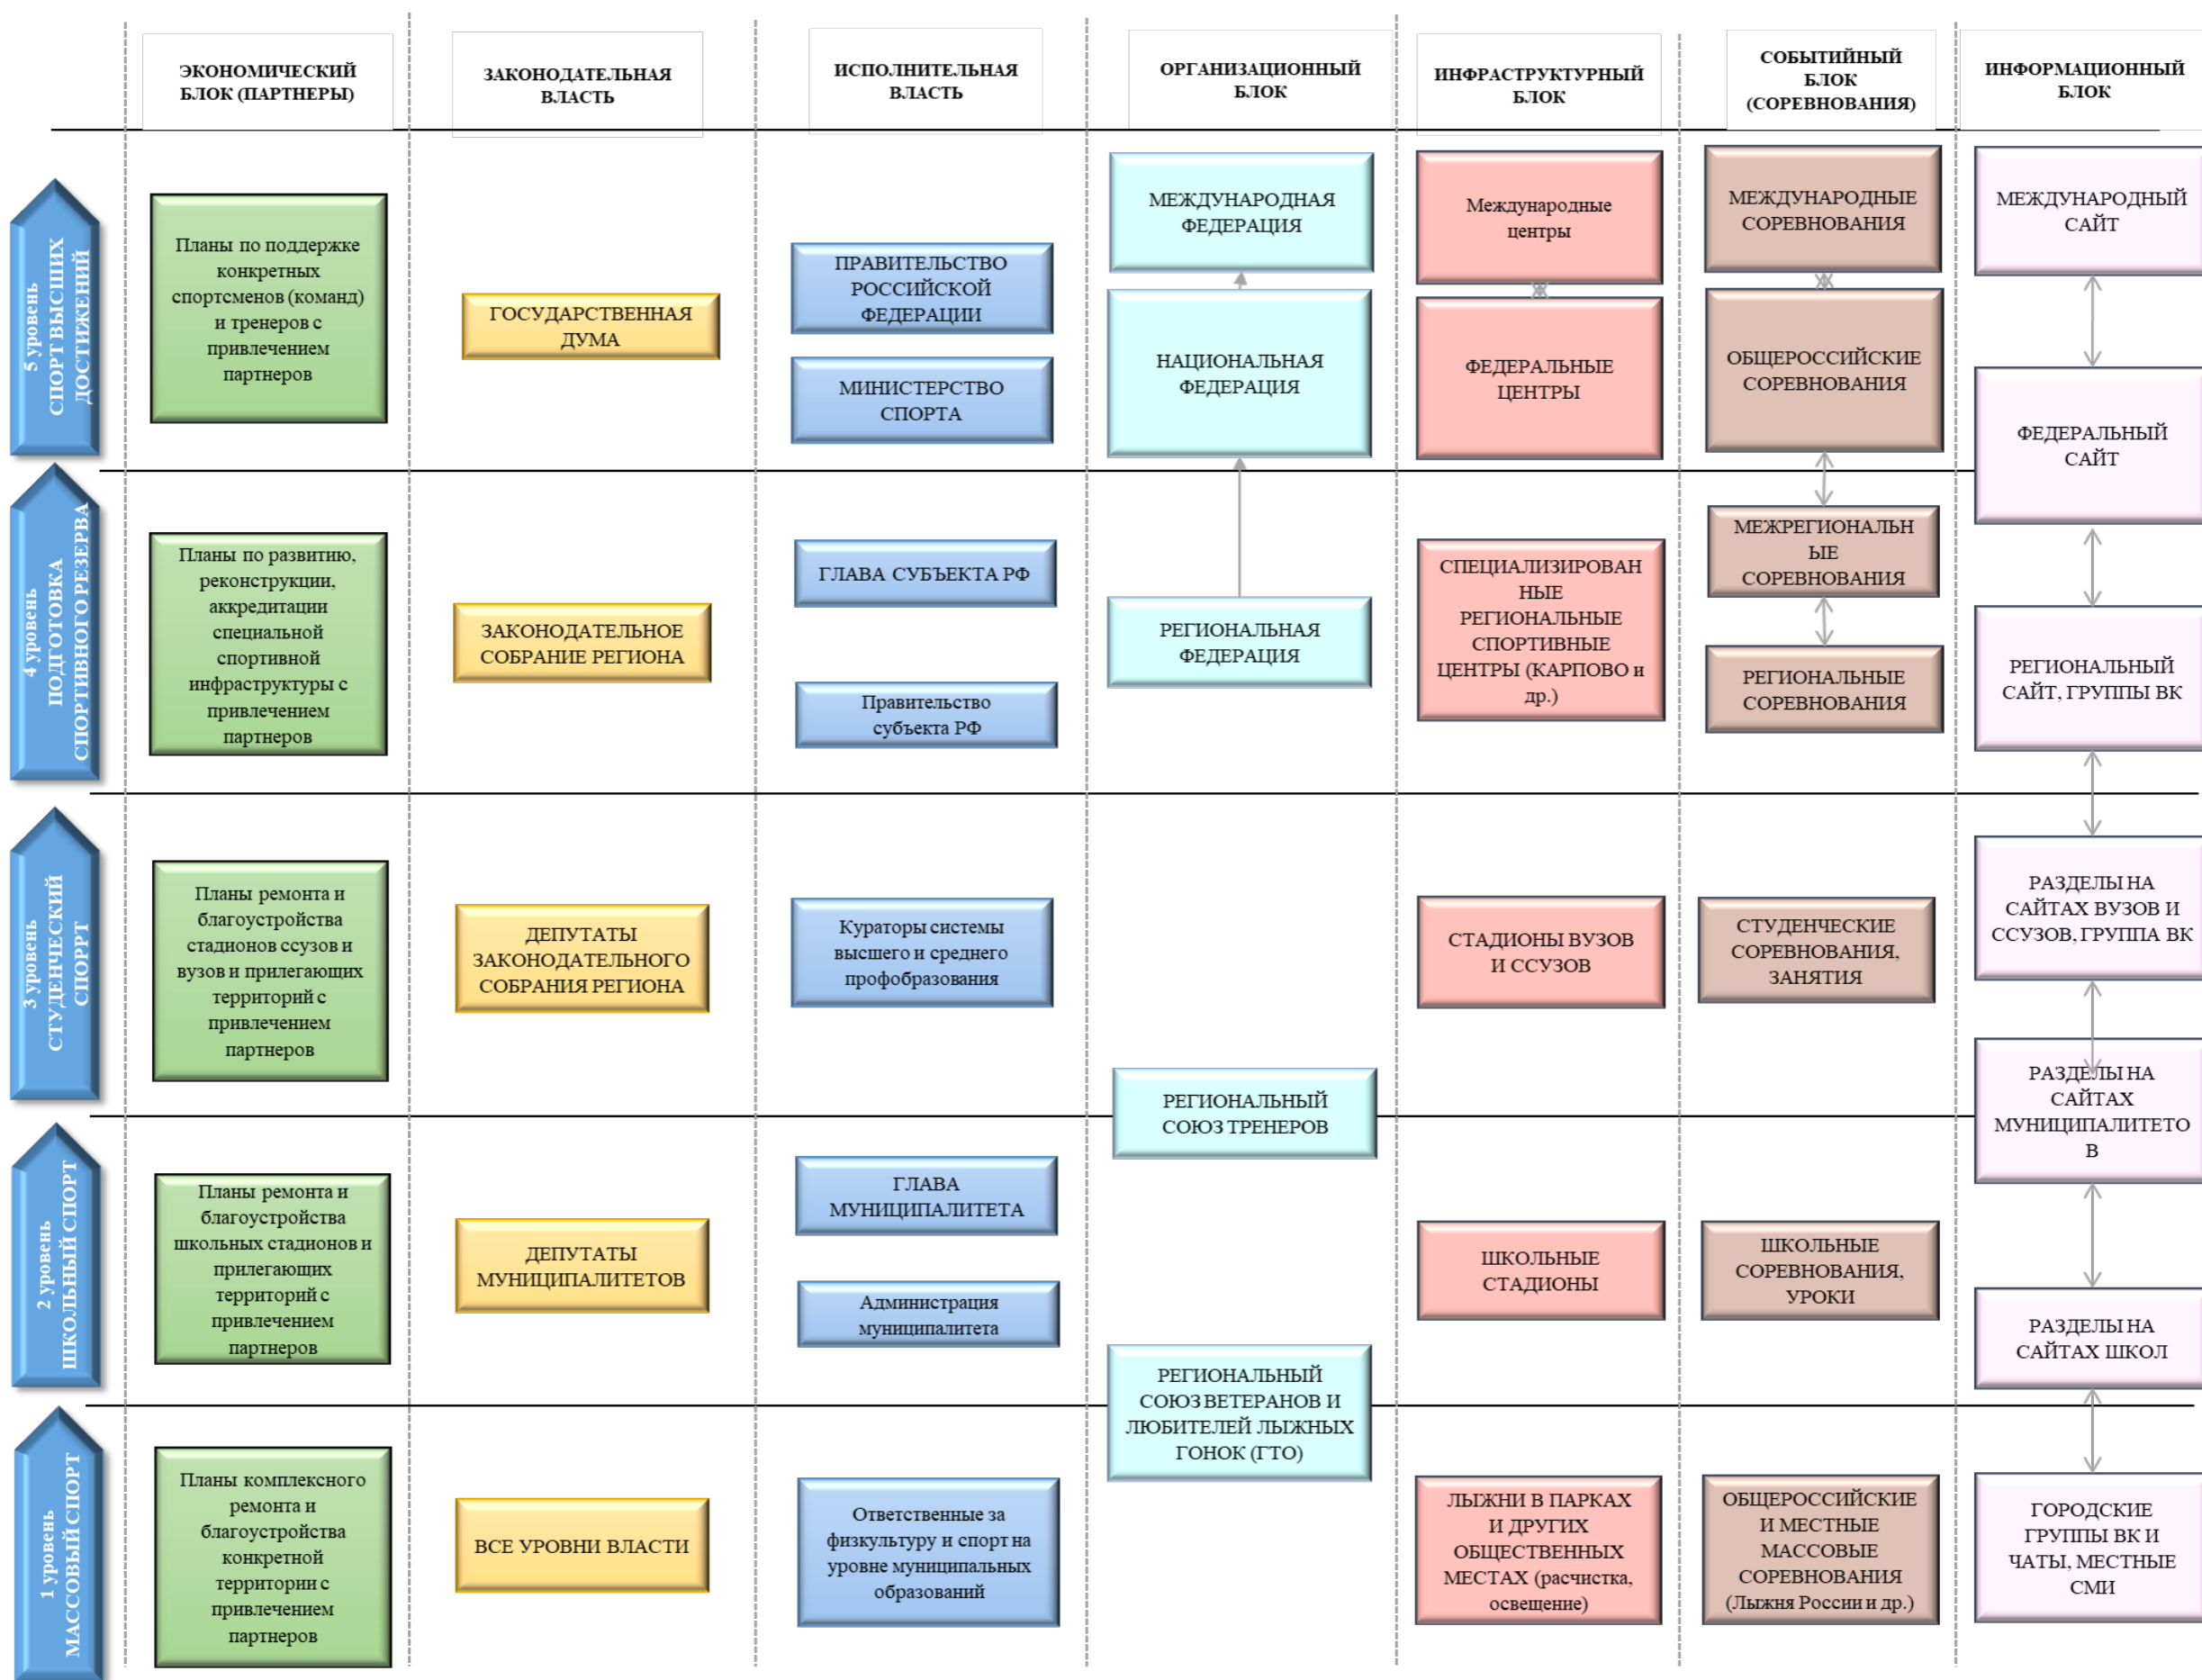 ЭКОНОМИЧЕСКИЙ
БЛОК (ПАРТНЕРЫ)
ЗАКОНОДАТЕЛЬНАЯ
ВЛАСТЬ
ИСПОЛНИТЕЛЬНАЯ
ВЛАСТЬ
ОРГАНИЗАЦИОННЫЙ
БЛОК
ИНФРАСТРУКТУРНЫЙ
БЛОК
СОБЫТИЙНЫЙ
БЛОК
(СОРЕВНОВАНИЯ)
ИНФОРМАЦИОННЫЙ
БЛОК
5 уровень
СПОРТ ВЫСШИХ
ДОСТИЖЕНИЙ
Планы по поддержке
конкретных
спортсменов (команд)
и тренеров с
привлечением
партнеров
ГОСУДАРСТВЕННАЯ
ДУМА
ПРАВИТЕЛЬСТВО
РОССИЙСКОЙ
ФЕДЕРАЦИИ
МИНИСТЕРСТВО
СПОРТА
МЕЖДУНАРОДНАЯ
ФЕДЕРАЦИЯ
НАЦИОНАЛЬНАЯ
ФЕДЕРАЦИЯ
Международные
центры
ФЕДЕРАЛЬНЫЕ
ЦЕНТРЫ
МЕЖДУНАРОДНЫЕ
СОРЕВНОВАНИЯ
ОБЩЕРОССИЙСКИЕ
СОРЕВНОВАНИЯ
МЕЖДУНАРОДНЫЙ
САЙТ
ФЕДЕРАЛЬНЫЙ
САЙТ
4 уровень
ПОДГОТОВКА
СПОРТИВНОГО РЕЗЕРВА
Планы по развитию,
реконструкции,
аккредитации
специальной
спортивной
инфраструктуры с
привлечением
партнеров
ЗАКОНОДАТЕЛЬНОЕ
СОБРАНИЕ РЕГИОНА
ГЛАВА СУБЪЕКТА РФ
Правительство
субъекта РФ
РЕГИОНАЛЬНАЯ
ФЕДЕРАЦИЯ
СПЕЦИАЛИЗИРОВАН
НЫЕ
РЕГИОНАЛЬНЫЕ
СПОРТИВНЫЕ
ЦЕНТРЫ (КАРПОВО и
др.)
МЕЖРЕГИОНАЛЬН
ЫЕ
СОРЕВНОВАНИЯ
РЕГИОНАЛЬНЫЕ
СОРЕВНОВАНИЯ
РЕГИОНАЛЬНЫЙ
САЙТ, ГРУППЫ ВК
3 уровень
СТУДЕНЧЕСКИЙ
СПОРРТ
Планы ремонта и
благоустройства
стадионов ссузов и
вузов и прилегающих
территорий с
привлечением
партнеров
ДЕПУТАТЫ
ЗАКОНОДАТЕЛЬНОГО
СОБРАНИЯ РЕГИОНА
Кураторы системы
высшего и среднего
профобразования
СТАДИОНЫ ВУЗОВ
И ССУЗОВ
СТУДЕНЧЕСКИЕ
СОРЕВНОВАНИЯ,
ЗАНЯТИЯ
РАЗДЕЛЫ НА
САЙТАХ ВУЗОВ И
ССУЗОВ, ГРУППА ВК
РЕГИОНАЛЬНЫЙ
СОЮЗ ТРЕНЕРОВ
РАЗДЕЛЫ НА
САЙТАХ
МУНИЦИПАЛИТЕТО
В
2 уровень
ШКОЛЬНЫЙ СПОРТ
Планы ремонта и
благоустройства
школьных стадионов и
прилегающих
территорий с
привлечением
партнеров
ДЕПУТАТЫ
МУНИЦИПАЛИТЕТОВ
ГЛАВА
МУНИЦИПАЛИТЕТА
Администрация
муниципалитета
ШКОЛЬНЫЕ
СТАДИОНЫ
ШКОЛЬНЫЕ
СОРЕВНОВАНИЯ,
УРОКИ
РАЗДЕЛЫ НА
САЙТАХ ШКОЛ
РЕГИОНАЛЬНЫЙ
СОЮЗ ВЕТЕРАНОВ И
ЛЮБИТЕЛЕЙ ЛЫЖНЫХ
ГОНОК (ГТО)
1 уровень
МАССОВЫЙ СПОРТ
Планы комплексного
ремонта и
благоустройства
конкретной
территории с
привлечением
партнеров
ВСЕ УРОВНИ ВЛАСТИ
Ответственные за
физкультуру и спорт на
уровне муниципальных
образований
ЛЫЖНИ В ПАРКАХ
И ДРУГИХ
ОБЩЕСТВЕННЫХ
МЕСТАХ (расчистка,
освещение)
ОБЩЕРОССИЙСКИЕ
И МЕСТНЫЕ
МАССОВЫЕ
СОРЕВНОВАНИЯ
(Лыжня России и др.)
ГОРОДСКИЕ
ГРУППЫ ВК И
ЧАТЫ, МЕСТНЫЕ
СМИ